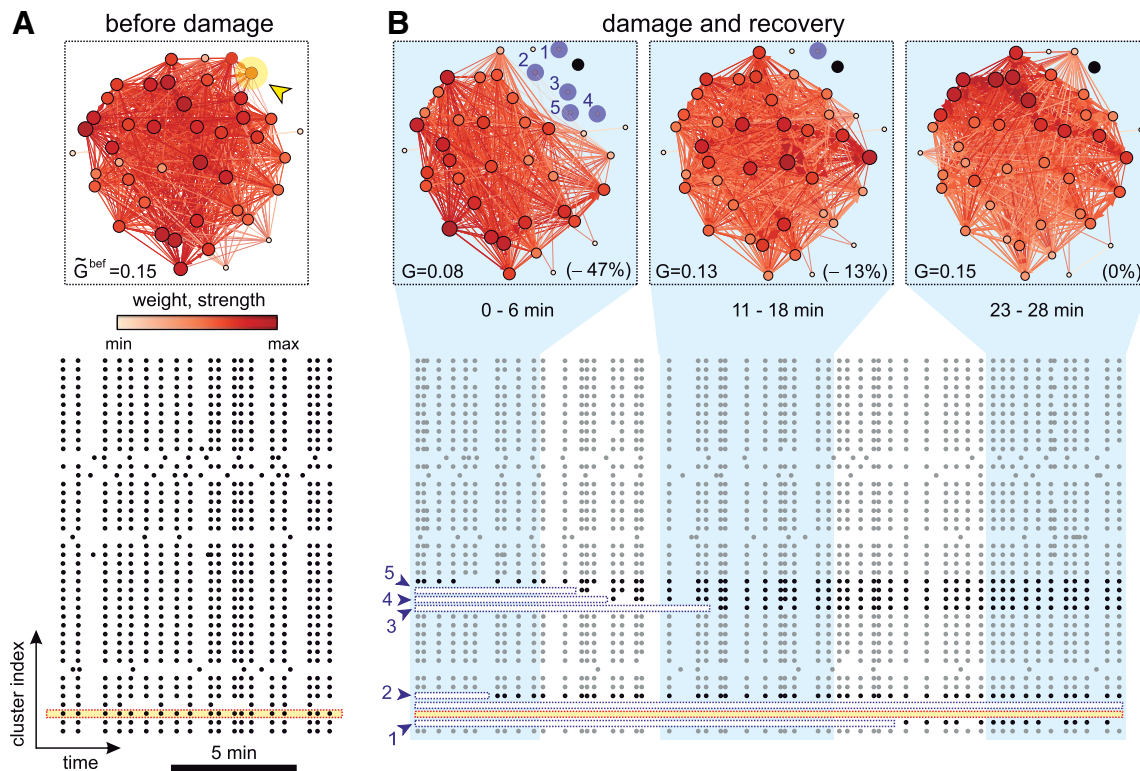 A before damage
B damage and recovery
1
2
3
5 4
G̃ bef =0.15
G=0.08 (– 47%)
G=0.13 (– 13%)
G=0.15 (0%)
weight, strength
min max
0 - 6 min
11 - 18 min
23 - 28 min
5
4
3
2
1
cluster index
time
5 min